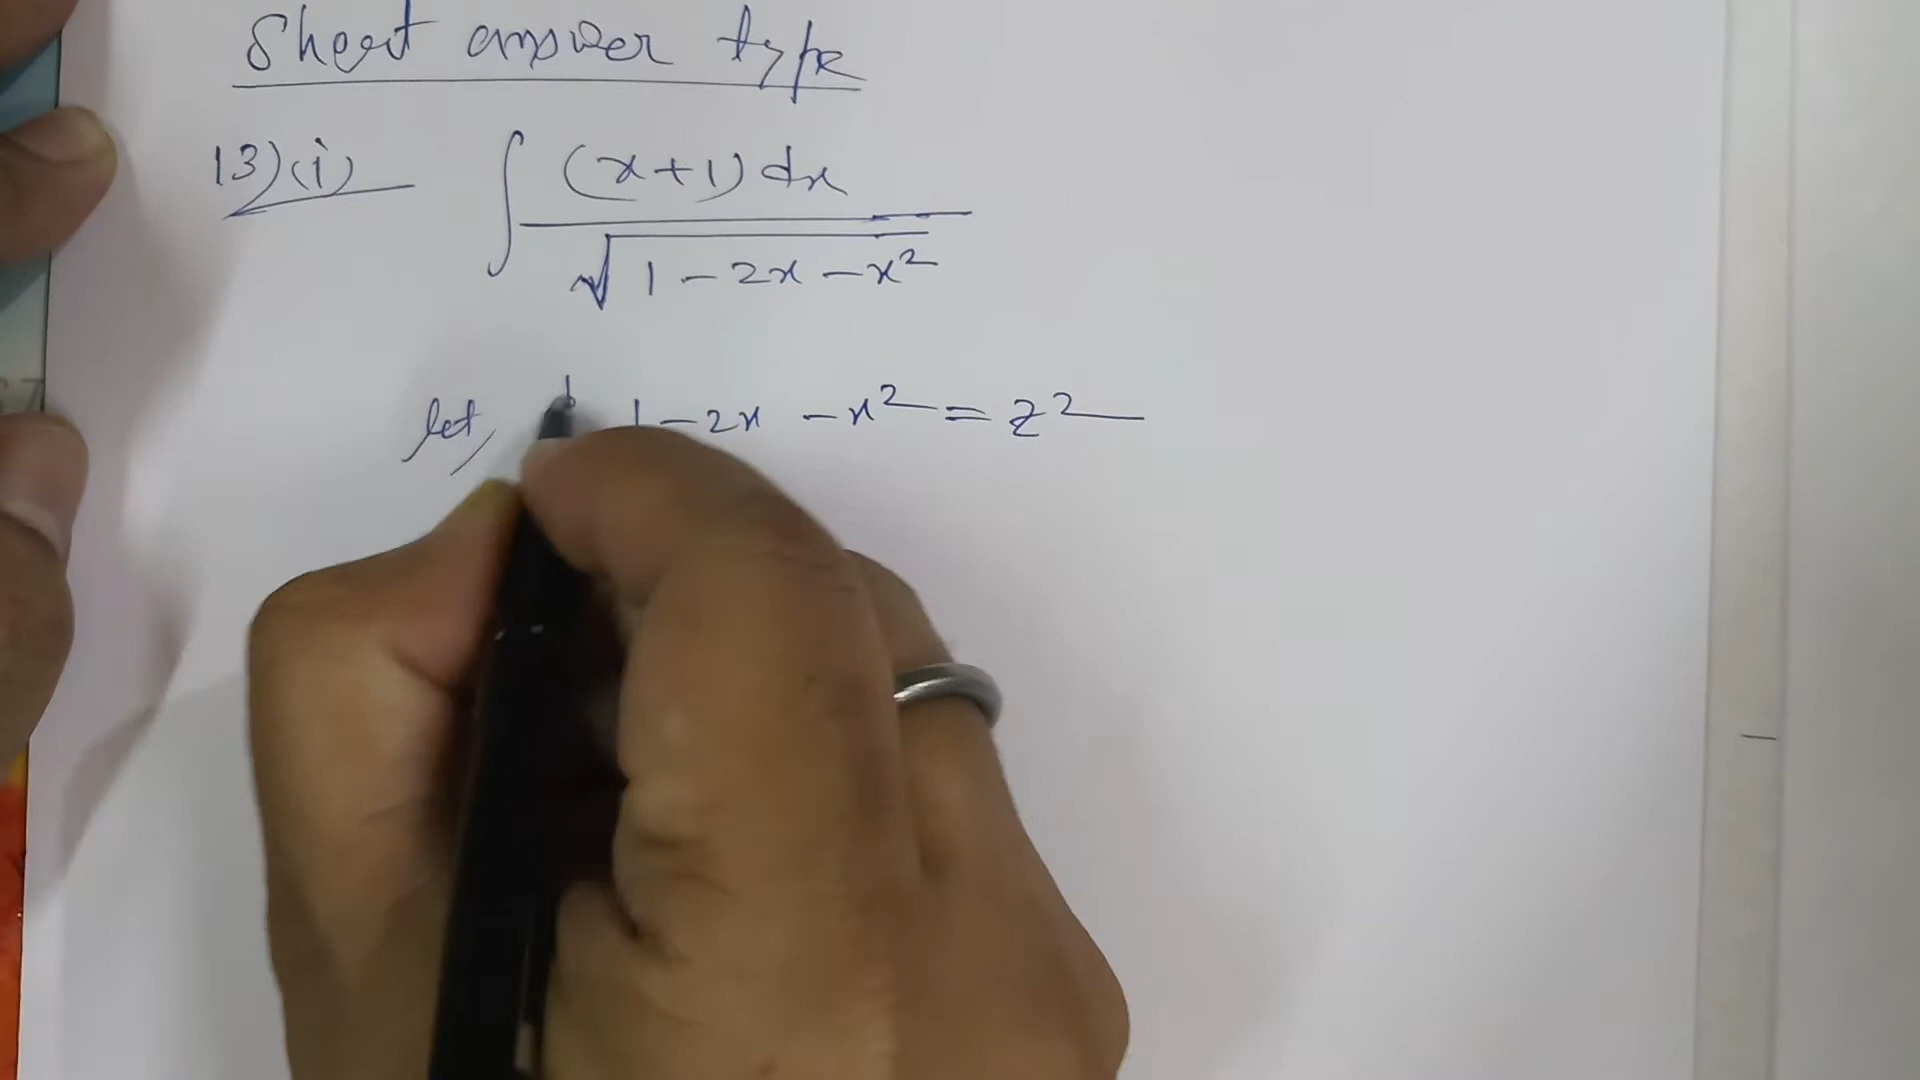 Short answer type
13)(i) ∫ (x+1) dx
√1-2x-x²
let, 1-2x-x² = z²